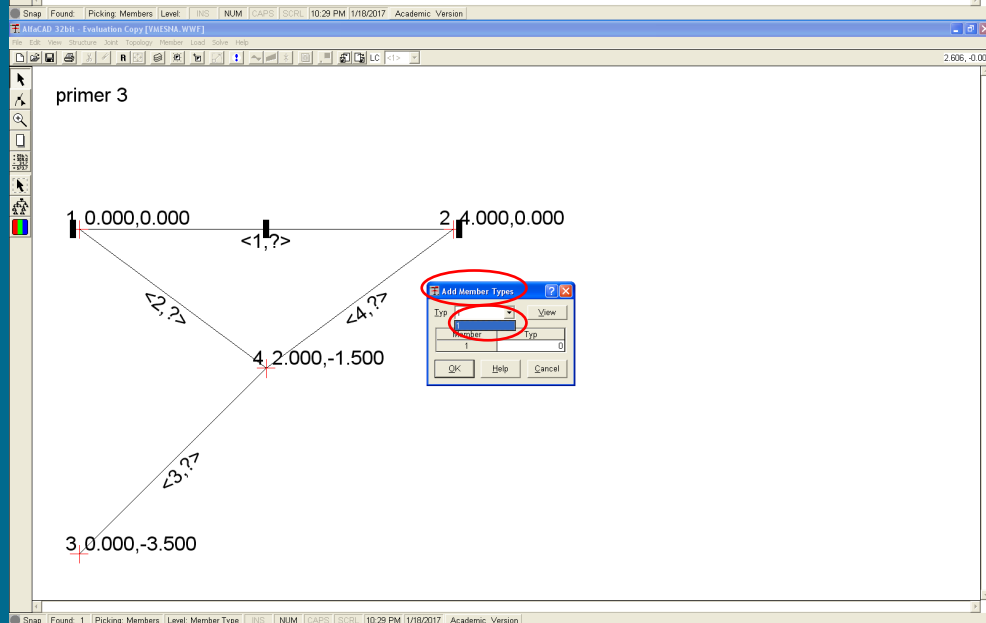 Snap Found: Picking: Members Level: INS NUM CAPS SCRL 10:29 PM 1/18/2017 Academic Version
AlfaCAD 32bit - Evaluation Copy [VMESNA.WWF]
File Edit View Structure Joint Topology Member Load Solve Help
R LC <1> 2.606, -0.00
primer 3
1 0.000,0.000
2 4.000,0.000
<1,?>
<2,?>
<4,?>
4 2.000,-1.500
<3,?>
3 0.000,-3.500
Add Member Types
Typ View
1
Member Typ
1 0
OK Help Cancel
Snap Found: 1 Picking: Members Level: Member Type INS NUM CAPS SCRL 10:29 PM 1/18/2017 Academic Version